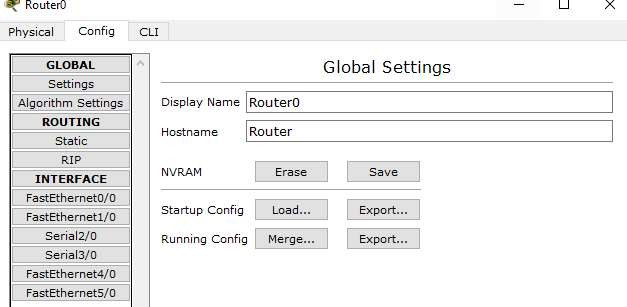 Router0
Physical Config CLI
GLOBAL
Settings
Algorithm Settings
ROUTING
Static
RIP
INTERFACE
FastEthernet0/0
FastEthernet1/0
Serial2/0
Serial3/0
FastEthernet4/0
FastEthernet5/0
Global Settings
Display Name Router0
Hostname Router
NVRAM Erase Save
Startup Config Load... Export...
Running Config Merge... Export...